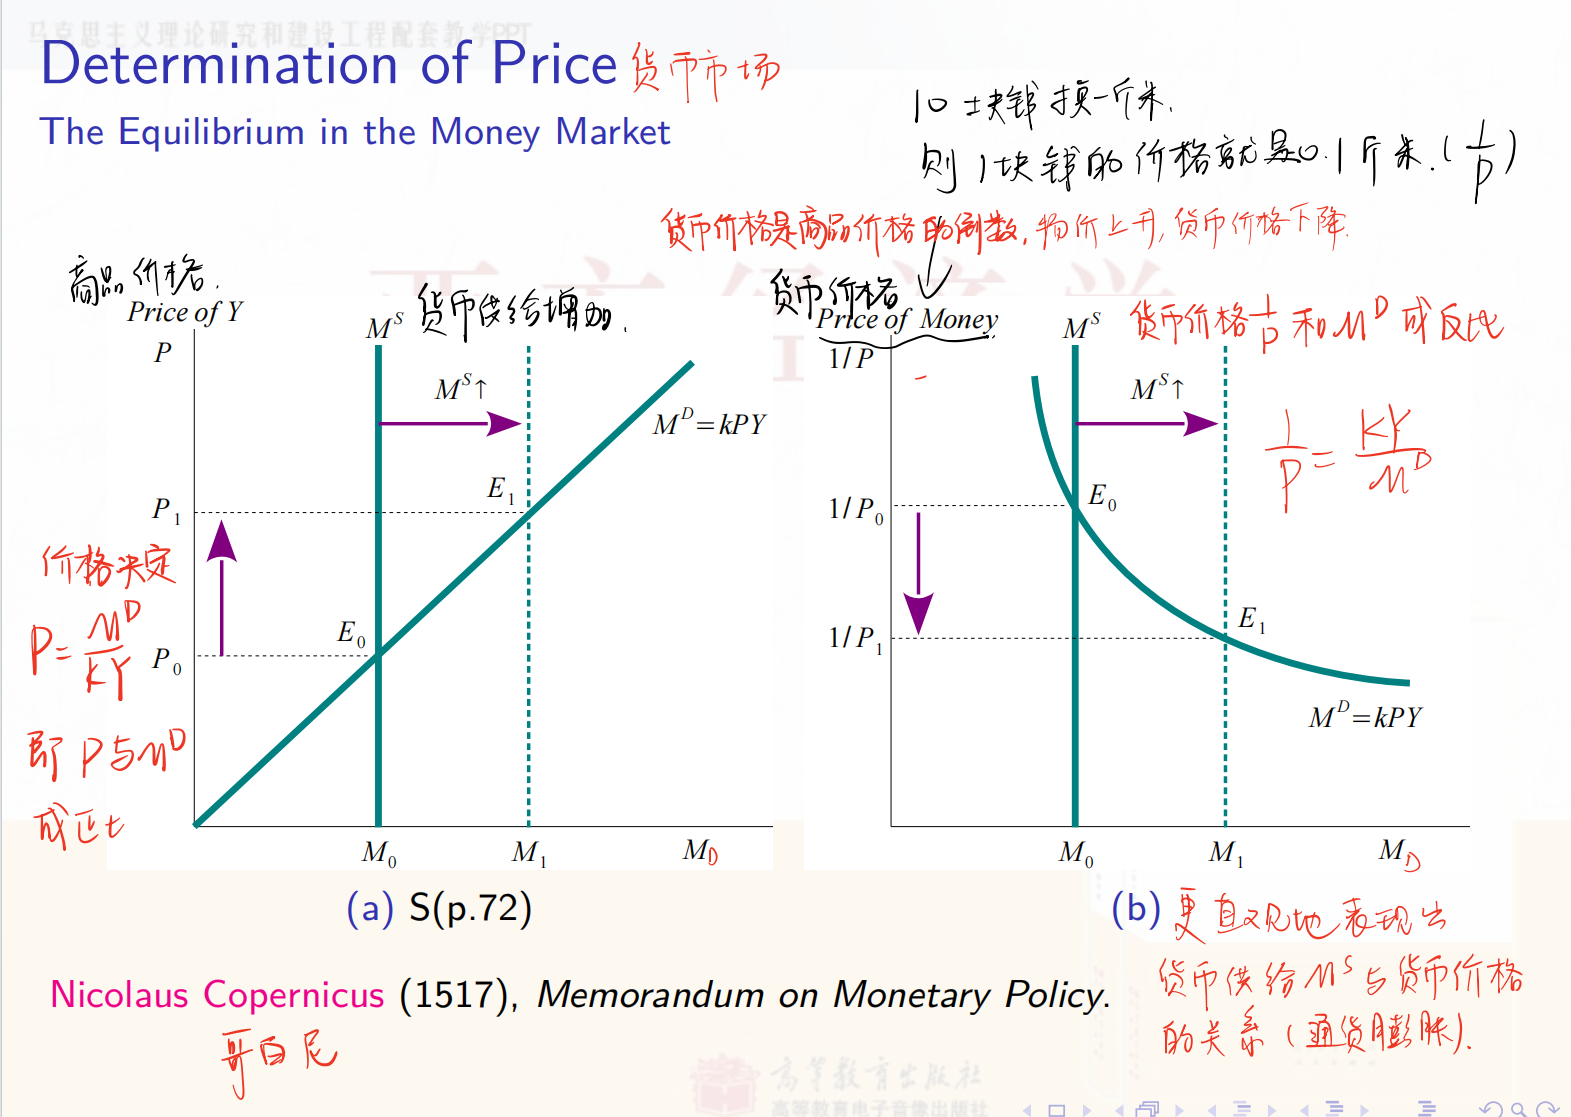 马克思主义理论研究和建设工程配套教学PPT
Determination of Price 货币市场
The Equilibrium in the Money Market
10块钱换一斤米.
则1块钱的价格就是0.1斤米.(1/P)
货币价格是商品价格的倒数,物价上升,货币价格下降.
商品价格.
Price of Y
P
M^S
货币供给增加.
M^S↑
M^D=kPY
E_1
P_1
E_0
P_0
M_0
M_1
M_D
价格决定
P=M^D/kY
即P与M^D
成正比
(a) S(p.72)
货币价格
Price of Money
1/P
M^S
货币价格1/P和M^D成反比
M^S↑
1/P=kY/M^D
1/P_0
E_0
1/P_1
E_1
M^D=kPY
M_0
M_1
M_D
(b) 更直观地表现出
货币供给M^S与货币价格
的关系(通货膨胀).
Nicolaus Copernicus (1517), Memorandum on Monetary Policy.
哥白尼
高等教育出版社
高等教育电子音像出版社